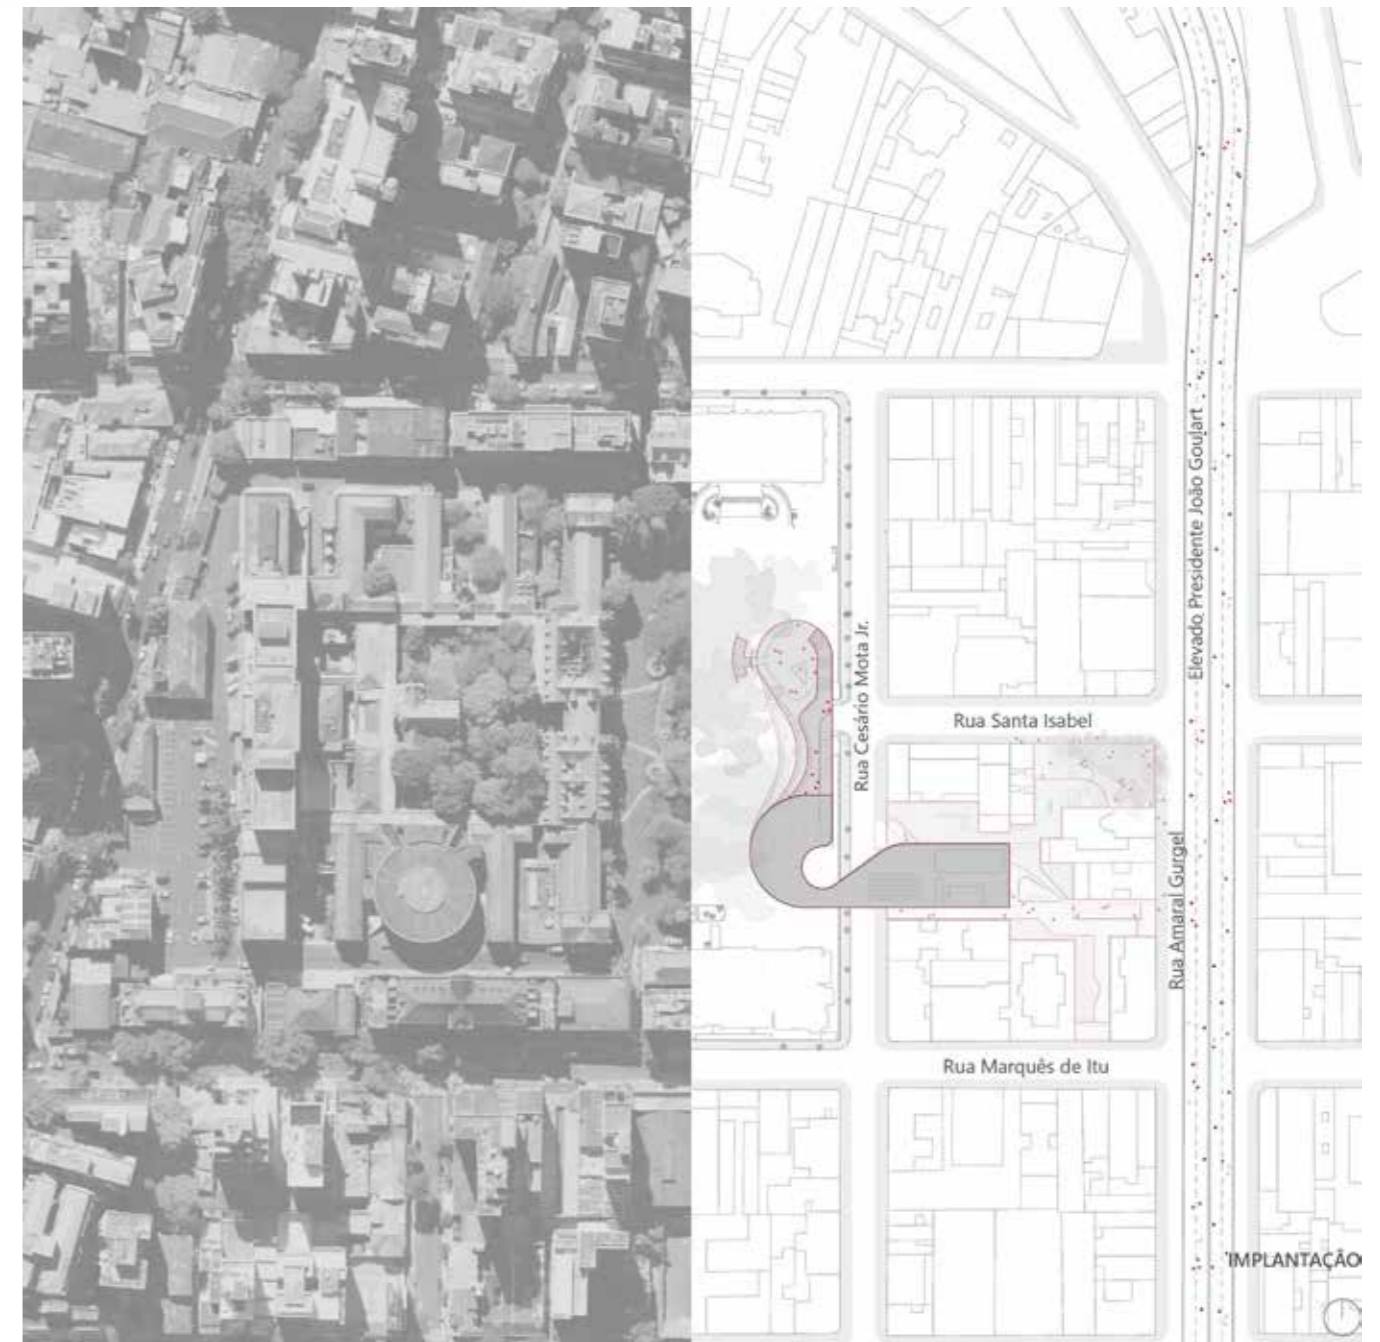 Elevado Presidente João Goulart
Rua Cesário Mota Jr.
Rua Santa Isabel
Rua Amaral Gurgel
Rua Marquês de Itu
IMPLANTAÇÃO